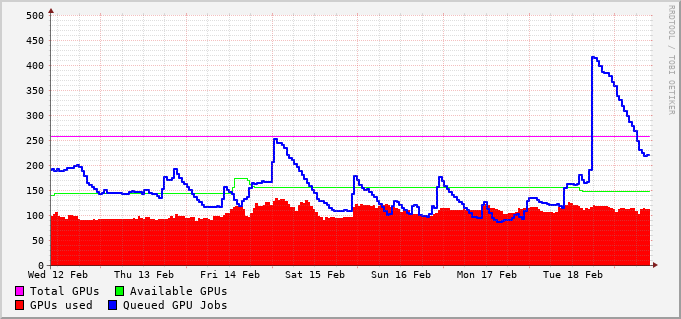 500
450
400
350
300
250
200
150
100
50
0
Wed 12 Feb Thu 13 Feb Fri 14 Feb Sat 15 Feb Sun 16 Feb Mon 17 Feb Tue 18 Feb
Total GPUs Available GPUs
GPUs used Queued GPU Jobs
RRDTOOL / TOBI OETIKER